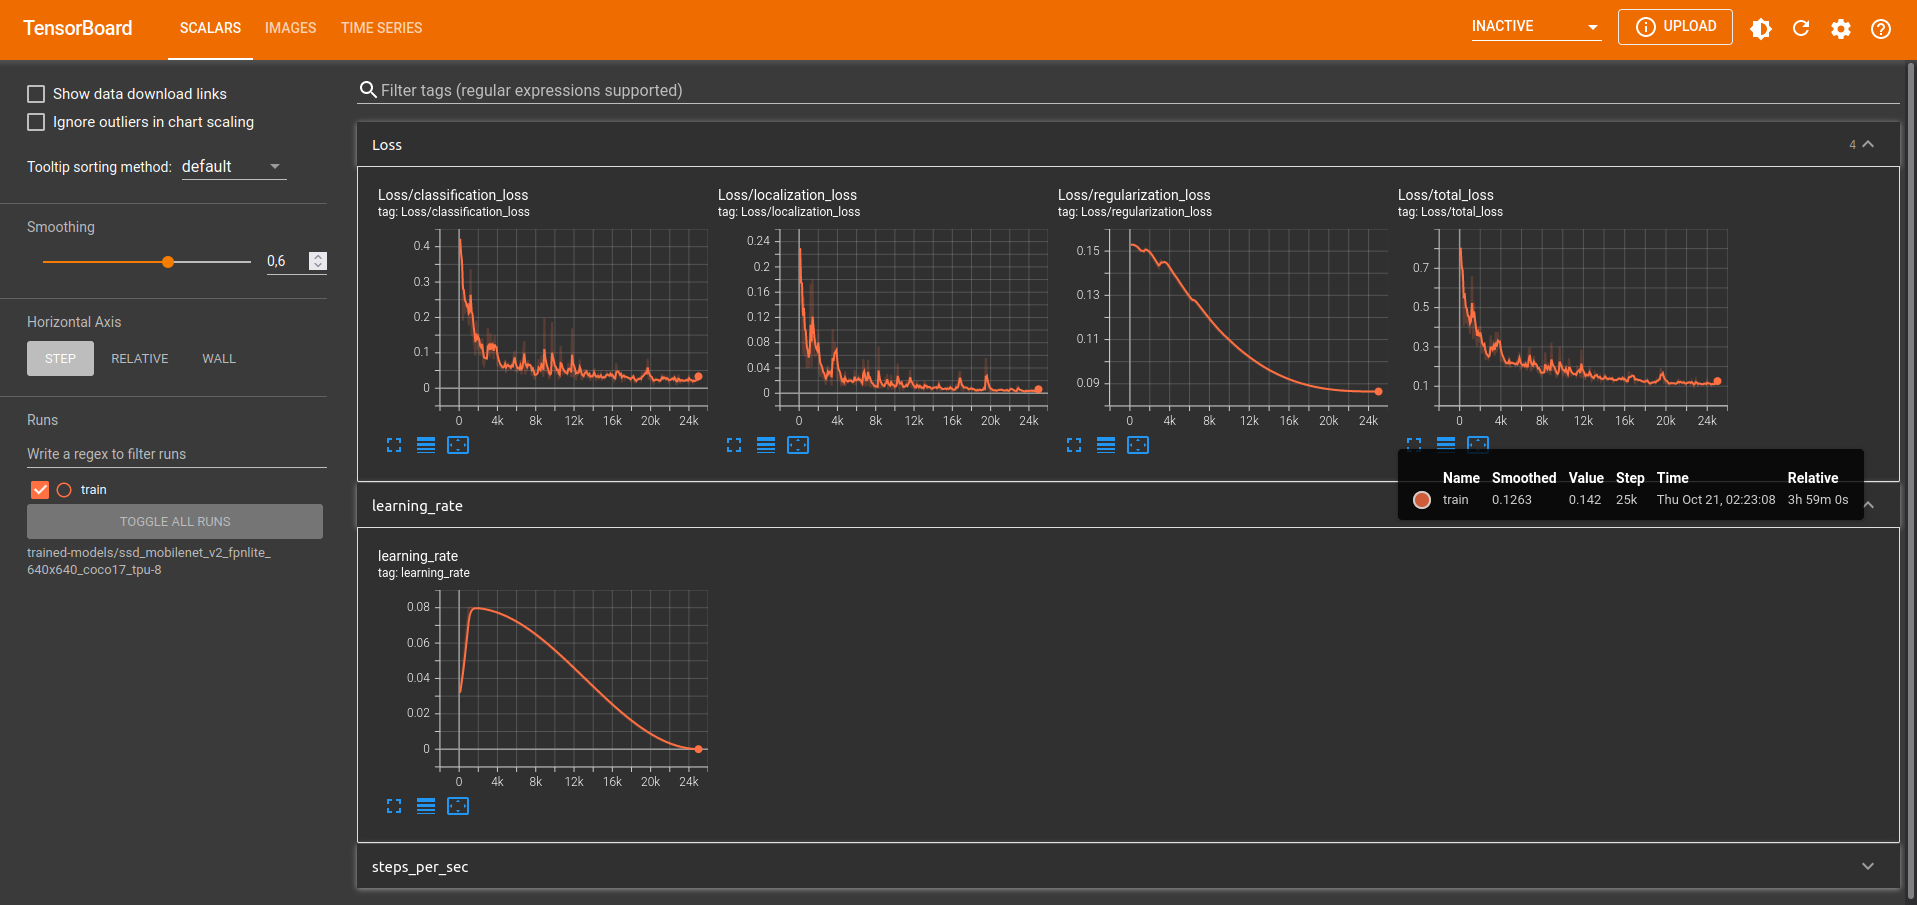 TensorBoard SCALARS IMAGES TIME SERIES INACTIVE UPLOAD
Show data download links
Ignore outliers in chart scaling
Tooltip sorting method: default
Smoothing
0,6
Horizontal Axis
STEP RELATIVE WALL
Runs
Write a regex to filter runs
train
TOGGLE ALL RUNS
trained-models/ssd_mobilenet_v2_fpnlite_
640x640_coco17_tpu-8
Filter tags (regular expressions supported)
Loss 4
Loss/classification_loss
tag: Loss/classification_loss
0.4
0.3
0.2
0.1
0
0 4k 8k 12k 16k 20k 24k
Loss/localization_loss
tag: Loss/localization_loss
0.24
0.2
0.16
0.12
0.08
0.04
0
0 4k 8k 12k 16k 20k 24k
Loss/regularization_loss
tag: Loss/regularization_loss
0.15
0.13
0.11
0.09
0 4k 8k 12k 16k 20k 24k
Loss/total_loss
tag: Loss/total_loss
0.7
0.5
0.3
0.1
0 4k 8k 12k 16k 20k 24k
Name Smoothed Value Step Time Relative
train 0.1263 0.142 25k Thu Oct 21, 02:23:08 3h 59m 0s
learning_rate
learning_rate
tag: learning_rate
0.08
0.06
0.04
0.02
0
0 4k 8k 12k 16k 20k 24k
steps_per_sec